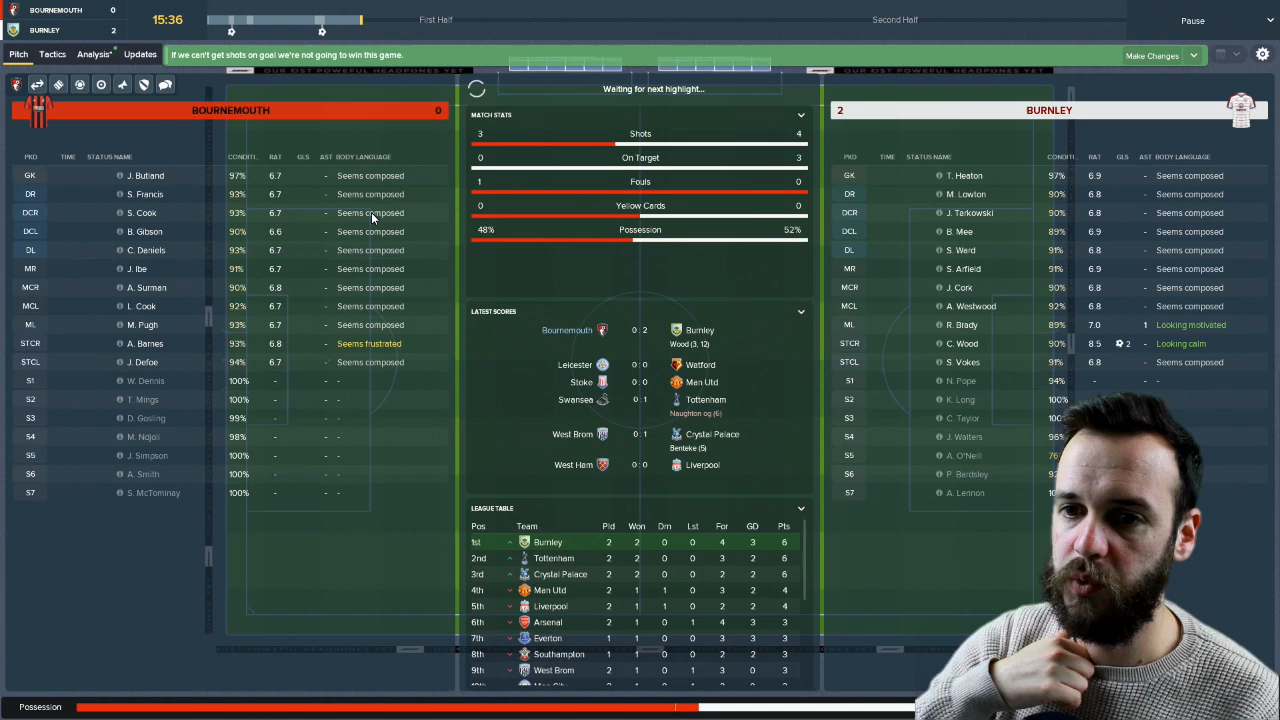 BOURNEMOUTH 0
BURNLEY 2
15:36
First Half
Second Half
Pause
Pitch Tactics Analysis Updates
If we can't get shots on goal we're not going to win this game.
Make Changes
OUR OST POWERFUL HEADPONES YET
OUR OST POWERFUL HEADPONES YET
BOURNEMOUTH 0
Waiting for next highlight...
2 BURNLEY
PKD TIME STATUS NAME CONDITI... RAT GLS AST BODY LANGUAGE
GK J. Butland 97% 6.7 - Seems composed
DR S. Francis 93% 6.7 - Seems composed
DCR S. Cook 93% 6.7 - Seems composed
DCL B. Gibson 90% 6.6 - Seems composed
DL C. Daniels 93% 6.7 - Seems composed
MR J. Ibe 91% 6.7 - Seems composed
MCR A. Surman 90% 6.8 - Seems composed
MCL L. Cook 92% 6.7 - Seems composed
ML M. Pugh 93% 6.7 - Seems composed
STCR A. Barnes 93% 6.8 - Seems frustrated
STCL J. Defoe 94% 6.7 - Seems composed
S1 W. Dennis 100% - -
S2 T. Mings 100% - -
S3 D. Gosling 99% - -
S4 M. Ndjoli 98% - -
S5 J. Simpson 100% - -
S6 A. Smith 100% - -
S7 S. McTominay 100% - -
MATCH STATS
3 Shots 4
0 On Target 3
1 Fouls 0
0 Yellow Cards 0
48% Possession 52%
LATEST SCORES
Bournemouth 0 : 2 Burnley
Wood (3, 12)
Leicester 0 : 0 Watford
Stoke 0 : 0 Man Utd
Swansea 0 : 1 Tottenham
Naughton og (6)
West Brom 0 : 1 Crystal Palace
Benteke (5)
West Ham 0 : 0 Liverpool
LEAGUE TABLE
Pos Team Pld Won Drn Lst For GD Pts
1st Burnley 2 2 0 0 4 3 6
2nd Tottenham 2 2 0 0 3 2 6
3rd Crystal Palace 2 2 0 0 3 2 6
4th Man Utd 2 1 1 0 3 2 4
5th Liverpool 2 1 1 0 2 2 4
6th Arsenal 2 1 0 1 4 3 3
7th Everton 1 1 0 0 3 3 3
8th Southampton 1 1 0 0 2 2 3
9th West Brom 2 1 0 1 3 0 3
PKD TIME STATUS NAME CONDI... RAT GLS AST BODY LANGUAGE
GK T. Heaton 97% 6.9 - Seems composed
DR M. Lowton 90% 6.8 - Seems composed
DCR J. Tarkowski 90% 6.8 - Seems composed
DCL B. Mee 89% 6.9 - Seems composed
DL S. Ward 91% 6.8 - Seems composed
MR S. Arfield 91% 6.9 - Seems composed
MCR J. Cork 90% 6.8 - Seems composed
MCL A. Westwood 92% 6.8 - Seems composed
ML R. Brady 89% 7.0 1 Looking motivated
STCR C. Wood 90% 8.5 2 - Looking calm
STCL S. Vokes 91% 6.8 - Seems composed
S1 N. Pope 94% - -
S2 K. Long 100%
S3 C. Taylor 100%
S4 J. Walters 96%
S5 A. O'Neill
S6 P. Bardsley
S7 A. Lennon
Possession